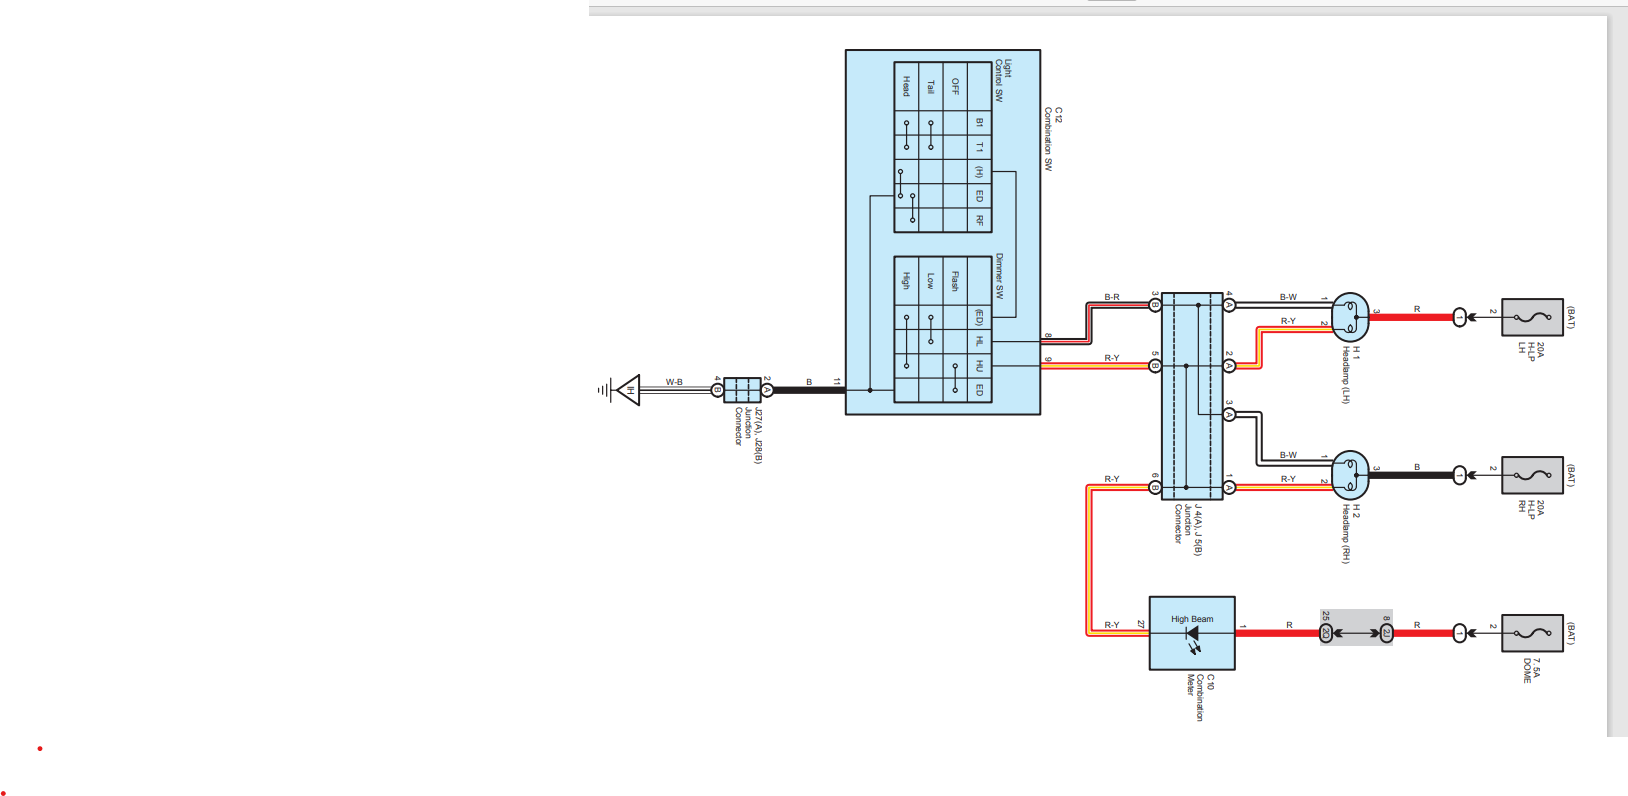 Light
Control SW
OFF
Tail
Head
B1
T1
(H)
ED
RF
C12
Combination SW
Dimmer SW
Flash
Low
High
(ED)
HL
HU
ED
8
9
11
B
2
A
4
B
W-B
IH
J27(A), J28(B)
Junction
Connector
B-R
R-Y
3
B
5
B
6
B
4
A
2
A
3
A
1
A
J 4(A), J 5(B)
Junction
Connector
B-W
R-Y
1
2
3
H 1
Headlamp (LH)
R
1
2
(BAT)
20A
H-LP
LH
B-W
R-Y
1
2
3
H 2
Headlamp (RH)
B
1
2
(BAT)
20A
H-LP
RH
R-Y
R-Y
27
High Beam
1
C10
Combination
Meter
R
25
2G
8
2J
R
1
2
(BAT)
7. 5A
DOME